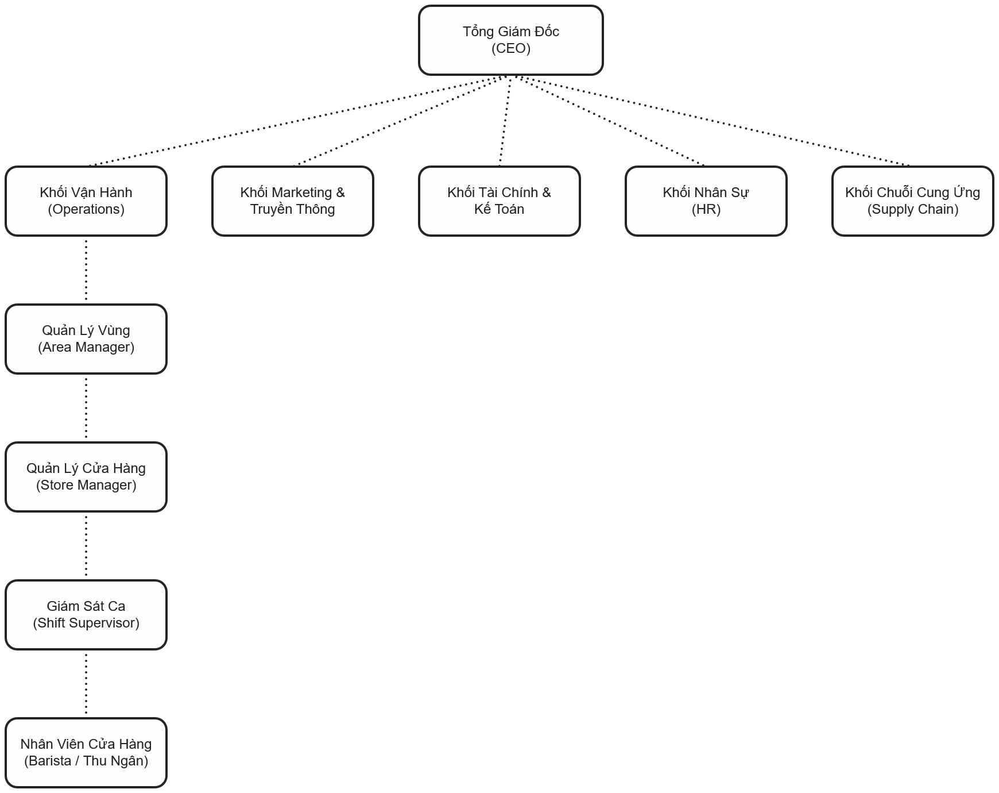 Tổng Giám Đốc
(CEO)
Khối Vận Hành
(Operations)
Khối Marketing &
Truyền Thông
Khối Tài Chính &
Kế Toán
Khối Nhân Sự
(HR)
Khối Chuỗi Cung Ứng
(Supply Chain)
Quản Lý Vùng
(Area Manager)
Quản Lý Cửa Hàng
(Store Manager)
Giám Sát Ca
(Shift Supervisor)
Nhân Viên Cửa Hàng
(Barista / Thu Ngân)